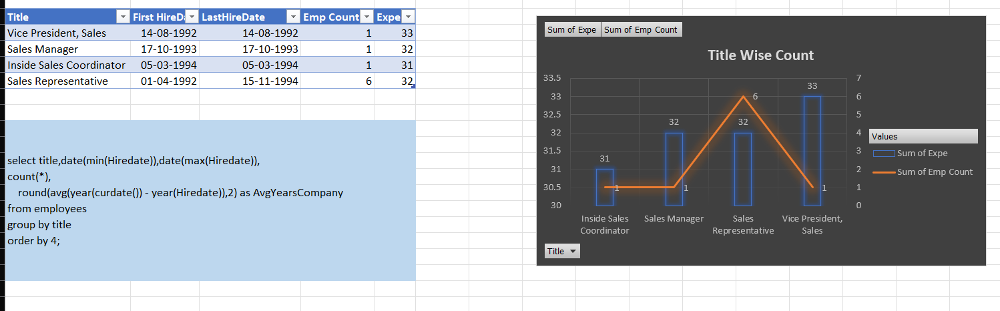 Title First HireDa LastHireDate Emp Count Expe
Vice President, Sales 14-08-1992 14-08-1992 1 33
Sales Manager 17-10-1993 17-10-1993 1 32
Inside Sales Coordinator 05-03-1994 05-03-1994 1 31
Sales Representative 01-04-1992 15-11-1994 6 32
select title,date(min(Hiredate)),date(max(Hiredate)),
count(*),
round(avg(year(curdate()) - year(Hiredate)),2) as AvgYearsCompany
from employees
group by title
order by 4;
Sum of Expe Sum of Emp Count
Title Wise Count
33.5 7
33 33 6 6
32.5 5
32 32 32 4
31.5 3
31 31 2
30.5 1 1 1 1
30 0
Inside Sales Sales Manager Sales Vice President,
Coordinator Representative Sales
Values
Sum of Expe
Sum of Emp Count
Title